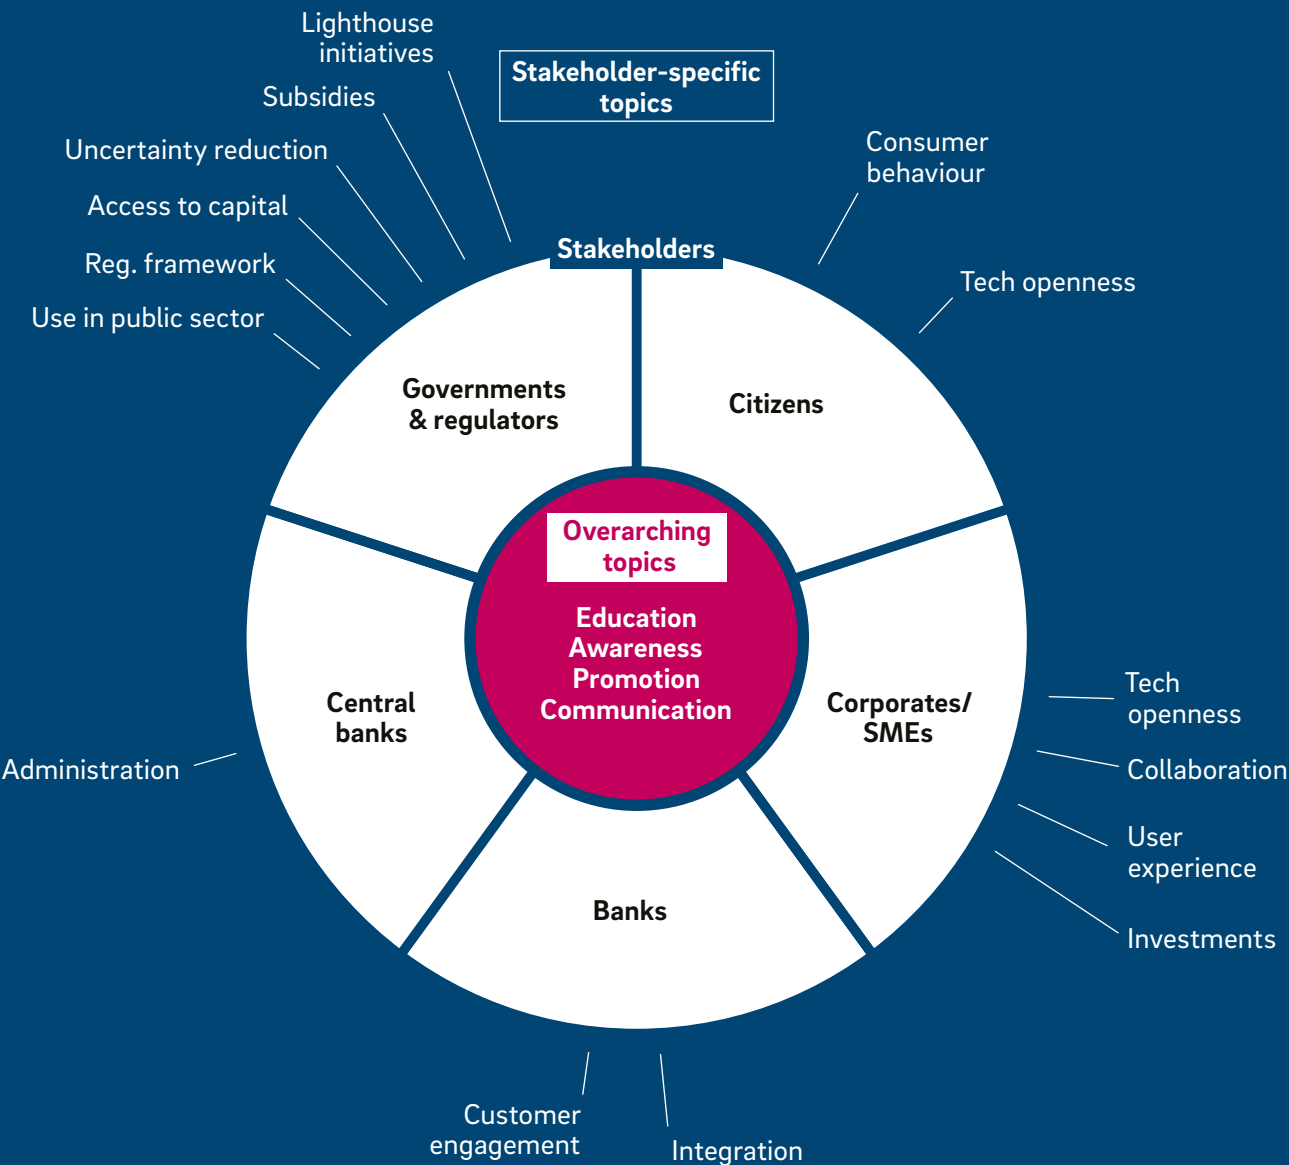 Lighthouse
initiatives
Stakeholder-specific
topics
Subsidies
Uncertainty reduction
Access to capital
Reg. framework
Use in public sector
Consumer
behaviour
Tech openness
Stakeholders
Governments
& regulators
Citizens
Overarching
topics
Education
Awareness
Promotion
Communication
Central
banks
Corporates/
SMEs
Administration
Tech
openness
Collaboration
User
experience
Investments
Banks
Customer
engagement
Integration